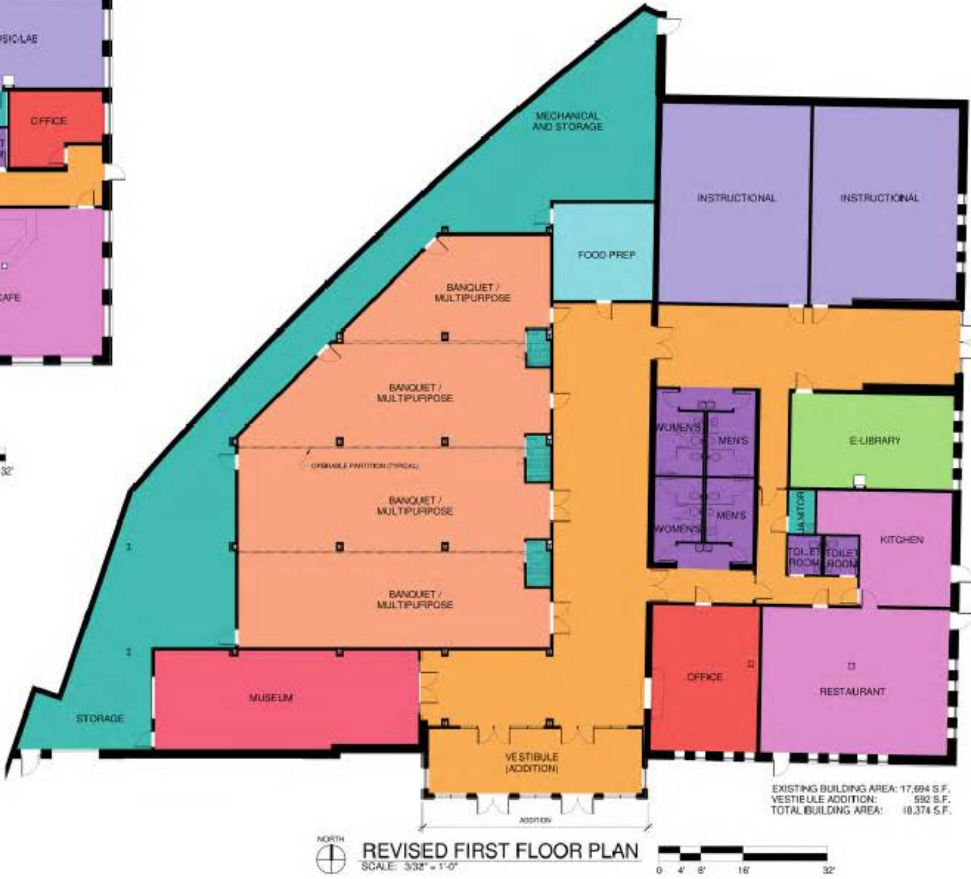 OFFICE
MECHANICAL
AND STORAGE
INSTRUCTIONAL
INSTRUCTIONAL
FOOD PREP
BANQUET /
MULTIPURPOSE
BANQUET /
MULTIPURPOSE
WOMEN'S
MEN'S
E-LIBRARY
OPERABLE PARTITION (TYPICAL)
BANQUET /
MULTIPURPOSE
WOMEN'S
MEN'S
JANITOR
KITCHEN
TOILET
ROOM
TOILET
ROOM
BANQUET /
MULTIPURPOSE
OFFICE
RESTAURANT
MUSEUM
STORAGE
VESTIBULE
(ADDITION)
EXISTING BUILDING AREA: 17,694 S.F.
VESTIBULE ADDITION: 592 S.F.
TOTAL BUILDING AREA: 18,374 S.F.
ADDITION
NORTH
REVISED FIRST FLOOR PLAN
SCALE: 3/32" = 1'-0"
0 4' 8' 16' 32'